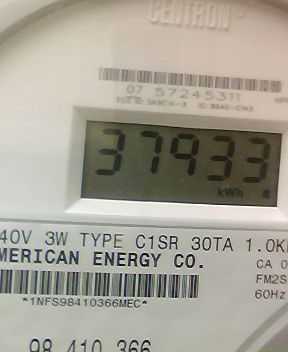 CENTRON
07 57245311
37933
kWh
40V 3W TYPE C1SR 30TA 1.0K
MERICAN ENERGY CO.
CA 0
FM2S
60Hz
*1NFS98410366MEC*
98 410 366